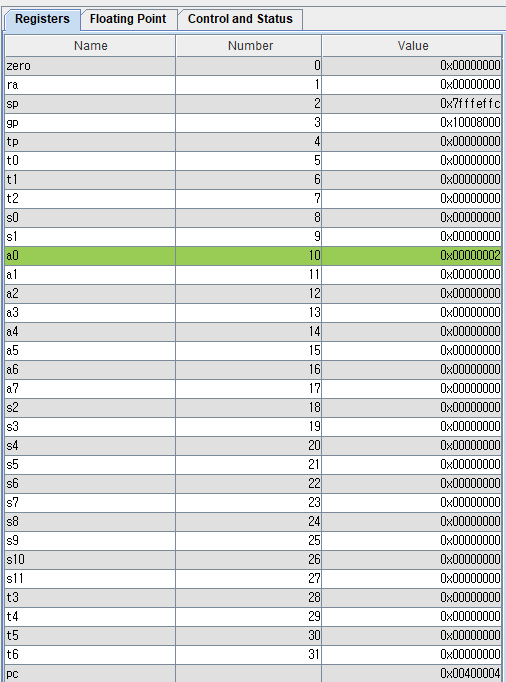 Registers Floating Point Control and Status
Name Number Value
zero 0 0x00000000
ra 1 0x00000000
sp 2 0x7fffeffc
gp 3 0x10008000
tp 4 0x00000000
t0 5 0x00000000
t1 6 0x00000000
t2 7 0x00000000
s0 8 0x00000000
s1 9 0x00000000
a0 10 0x00000002
a1 11 0x00000000
a2 12 0x00000000
a3 13 0x00000000
a4 14 0x00000000
a5 15 0x00000000
a6 16 0x00000000
a7 17 0x00000000
s2 18 0x00000000
s3 19 0x00000000
s4 20 0x00000000
s5 21 0x00000000
s6 22 0x00000000
s7 23 0x00000000
s8 24 0x00000000
s9 25 0x00000000
s10 26 0x00000000
s11 27 0x00000000
t3 28 0x00000000
t4 29 0x00000000
t5 30 0x00000000
t6 31 0x00000000
pc 0x00400004